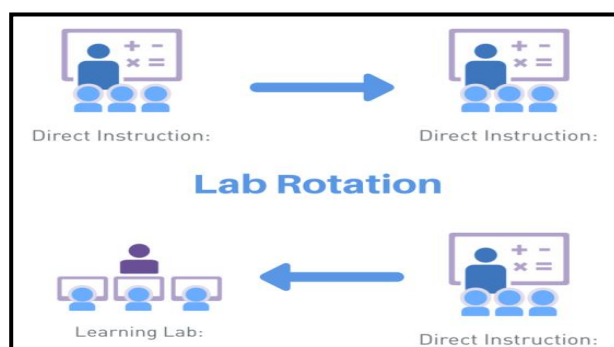 + -
× =
+ -
× =
Direct Instruction:
Direct Instruction:
Lab Rotation
+ -
× =
Learning Lab:
Direct Instruction: